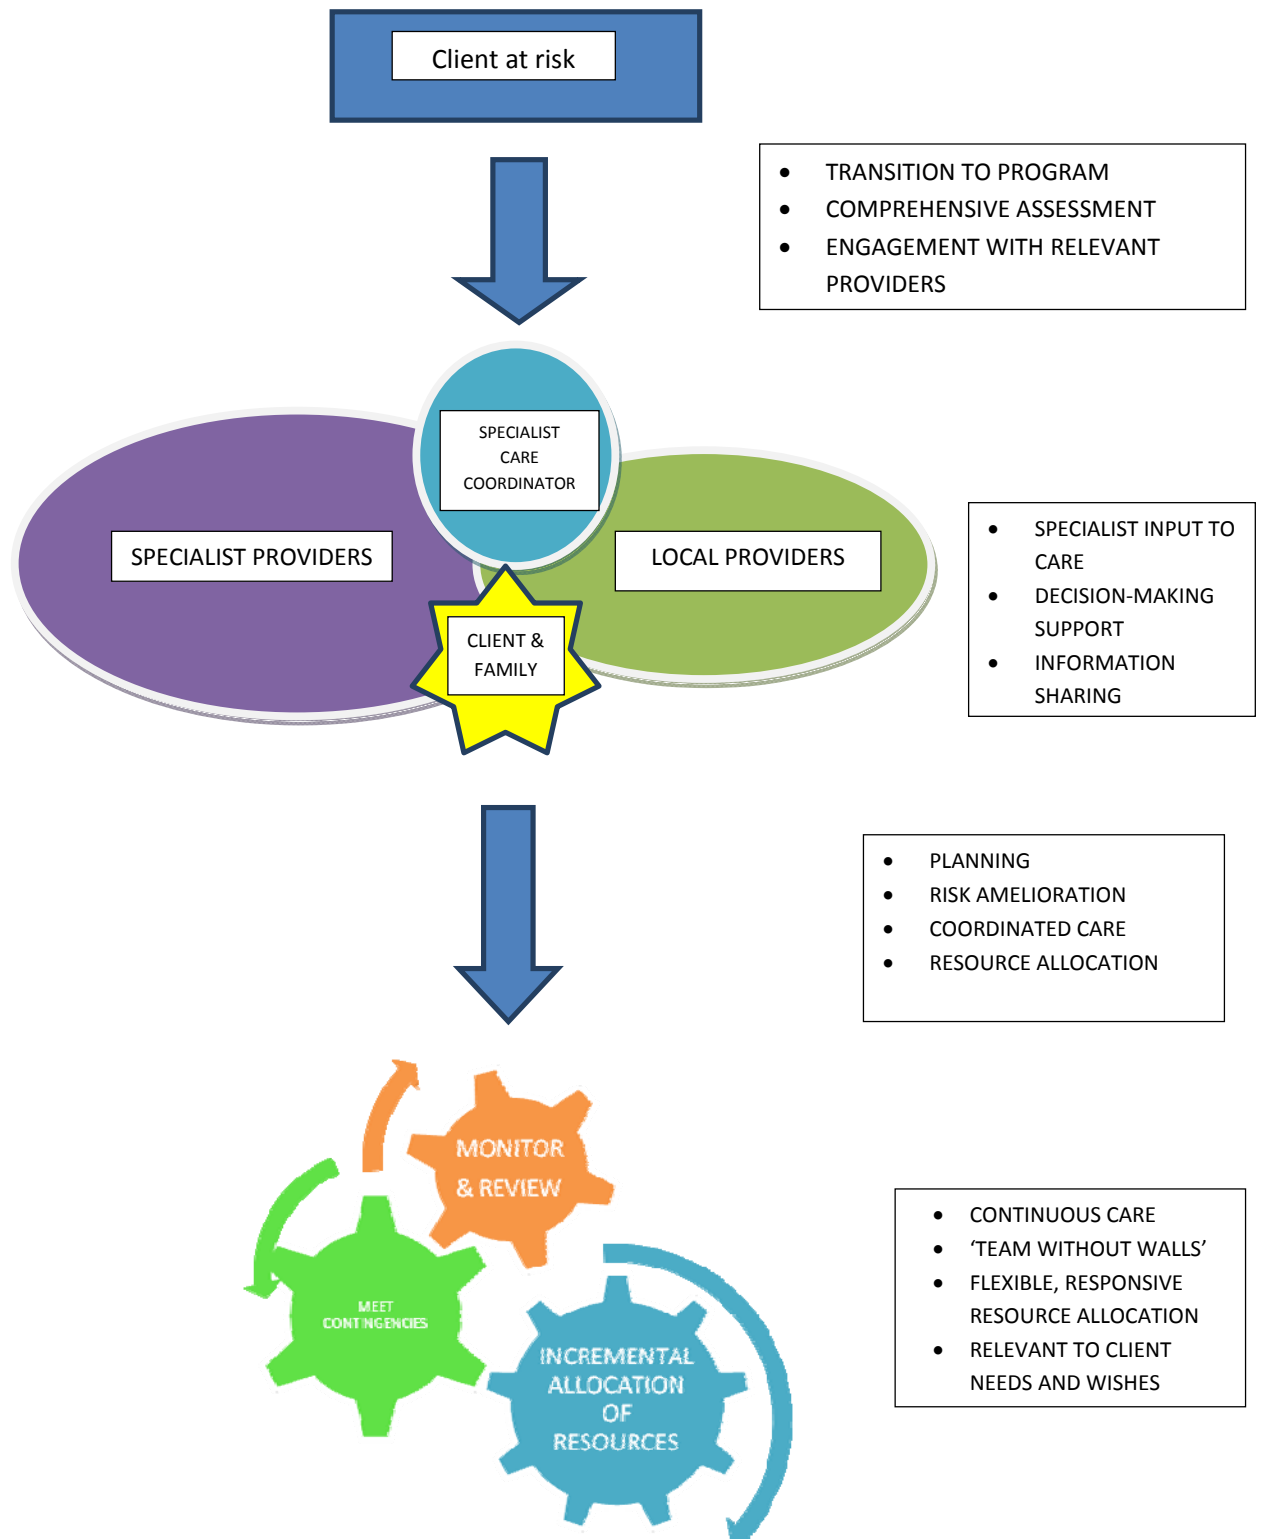 Client at risk
• TRANSITION TO PROGRAM
• COMPREHENSIVE ASSESSMENT
• ENGAGEMENT WITH RELEVANT
PROVIDERS
SPECIALIST
CARE
COORDINATOR
SPECIALIST PROVIDERS
LOCAL PROVIDERS
CLIENT &
FAMILY
• SPECIALIST INPUT TO
CARE
• DECISION-MAKING
SUPPORT
• INFORMATION
SHARING
• PLANNING
• RISK AMELIORATION
• COORDINATED CARE
• RESOURCE ALLOCATION
MONITOR
& REVIEW
MEET
CONTINGENCIES
INCREMENTAL
ALLOCATION
OF
RESOURCES
• CONTINUOUS CARE
• ‘TEAM WITHOUT WALLS’
• FLEXIBLE, RESPONSIVE
RESOURCE ALLOCATION
• RELEVANT TO CLIENT
NEEDS AND WISHES